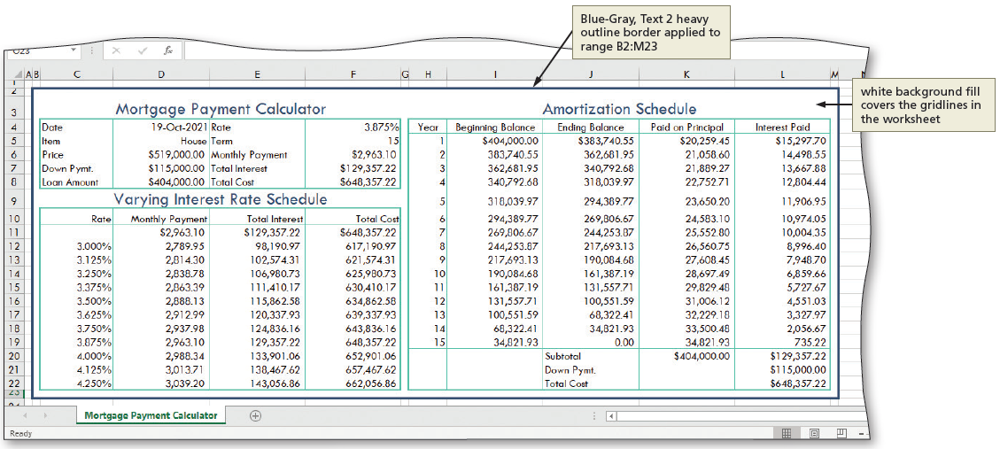 Blue-Gray, Text 2 heavy
outline border applied to
range B2:M23
white background fill
covers the gridlines in
the worksheet
fx
A B C D E F G H I J K L M
2
3 Mortgage Payment Calculator Amortization Schedule
4 Date 19-Oct-2021 Rate 3.875% Year Beginning Balance Ending Balance Paid on Principal Interest Paid
5 Item House Term 15 1 $404,000.00 $383,740.55 $20,259.45 $15,297.70
6 Price $519,000.00 Monthly Payment $2,963.10 2 383,740.55 362,681.95 21,058.60 14,498.55
7 Down Pymt. $115,000.00 Total Interest $129,357.22 3 362,681.95 340,792.68 21,889.27 13,667.88
8 Loan Amount $404,000.00 Total Cost $648,357.22 4 340,792.68 318,039.97 22,752.71 12,804.44
9 Varying Interest Rate Schedule 5 318,039.97 294,389.77 23,650.20 11,906.95
10 Rate Monthly Payment Total Interest Total Cost 6 294,389.77 269,806.67 24,583.10 10,974.05
11 $2,963.10 $129,357.22 $648,357.22 7 269,806.67 244,253.87 25,552.80 10,004.35
12 3.000% 2,789.95 98,190.97 617,190.97 8 244,253.87 217,693.13 26,560.75 8,996.40
13 3.125% 2,814.30 102,574.31 621,574.31 9 217,693.13 190,084.68 27,608.45 7,948.70
14 3.250% 2,838.78 106,980.73 625,980.73 10 190,084.68 161,387.19 28,697.49 6,859.66
15 3.375% 2,863.39 111,410.17 630,410.17 11 161,387.19 131,557.71 29,829.48 5,727.67
16 3.500% 2,888.13 115,862.58 634,862.58 12 131,557.71 100,551.59 31,006.12 4,551.03
17 3.625% 2,912.99 120,337.93 639,337.93 13 100,551.59 68,322.41 32,229.18 3,327.97
18 3.750% 2,937.98 124,836.16 643,836.16 14 68,322.41 34,821.93 33,500.48 2,056.67
19 3.875% 2,963.10 129,357.22 648,357.22 15 34,821.93 0.00 34,821.93 735.22
20 4.000% 2,988.34 133,901.06 652,901.06 Subtotal $404,000.00 $129,357.22
21 4.125% 3,013.71 138,467.62 657,467.62 Down Pymt. $115,000.00
22 4.250% 3,039.20 143,056.86 662,056.86 Total Cost $648,357.22
23
Mortgage Payment Calculator
Ready